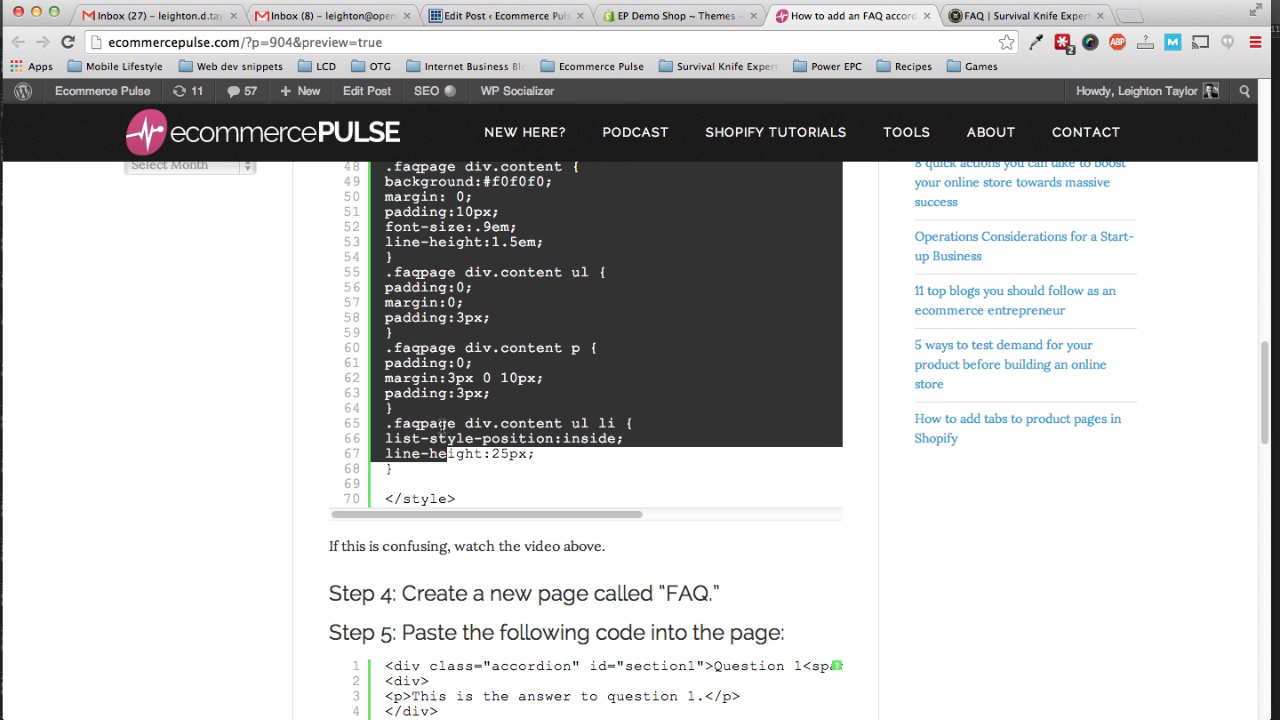 Inbox (27) – leighton.d.ta
Inbox (8) – leighton@open
Edit Post ‹ Ecommerce Pul
EP Demo Shop ~ Themes ~
How to add an FAQ accord
FAQ | Survival Knife Expert
ecommercepulse.com/?p=904&preview=true
2
ABP
M
Apps
Mobile Lifestyle
Web dev snippets
LCD
OTG
Internet Business Blo
Ecommerce Pulse
Survival Knife Expert
Power EPC
Recipes
Games
Ecommerce Pulse
11
57
New
Edit Post
SEO
WP Socializer
Howdy, Leighton Taylor
ecommercePULSE
NEW HERE?
PODCAST
SHOPIFY TUTORIALS
TOOLS
ABOUT
CONTACT
Select Month
48 .faqpage div.content {
49 background:#f0f0f0;
50 margin: 0;
51 padding:10px;
52 font-size:.9em;
53 line-height:1.5em;
54 }
55 .faqpage div.content ul {
56 padding:0;
57 margin:0;
58 padding:3px;
59 }
60 .faqpage div.content p {
61 padding:0;
62 margin:3px 0 10px;
63 padding:3px;
64 }
65 .faqpage div.content ul li {
66 list-style-position:inside;
67 line-height:25px;
68 }
69
70 </style>
If this is confusing, watch the video above.
Step 4: Create a new page called “FAQ.”
Step 5: Paste the following code into the page:
1 <div class="accordion" id="section1">Question 1<spa
?
2 <div>
3 <p>This is the answer to question 1.</p>
4 </div>
8 quick actions you can take to boost
your online store towards massive
success
Operations Considerations for a Start-
up Business
11 top blogs you should follow as an
ecommerce entrepreneur
5 ways to test demand for your
product before building an online
store
How to add tabs to product pages in
Shopify